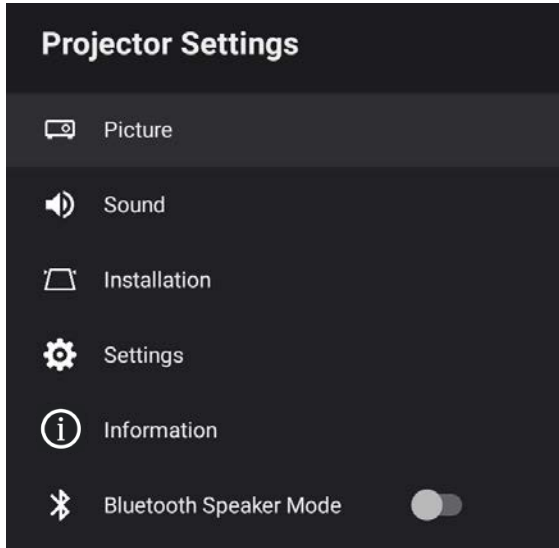 Projector Settings
Picture
Sound
Installation
Settings
Information
Bluetooth Speaker Mode